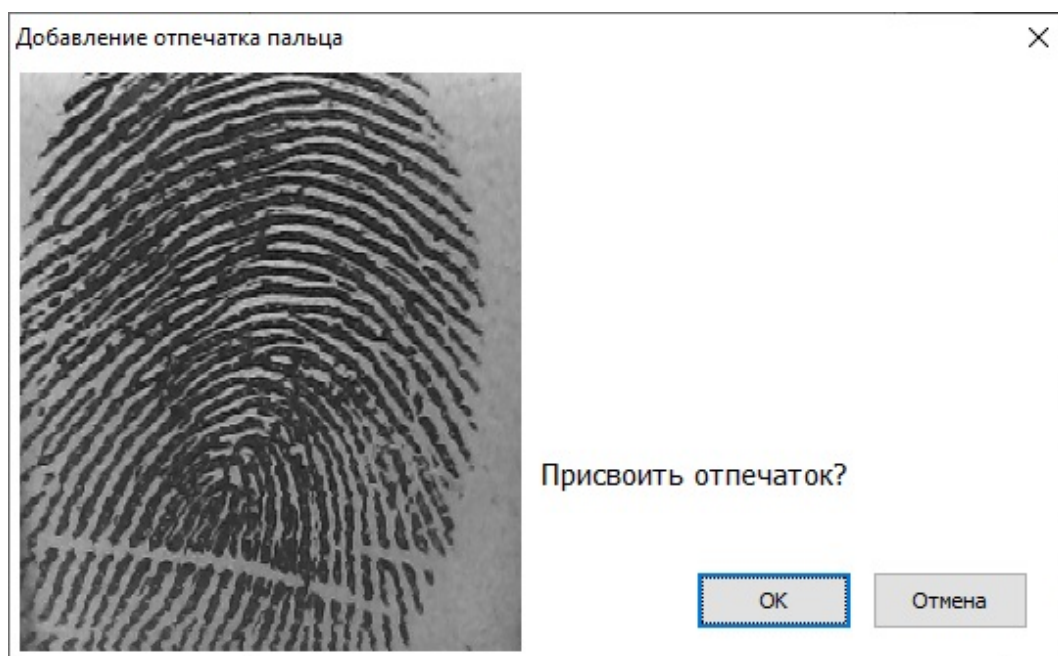 Добавление отпечатка пальца
Присвоить отпечаток?
OK
Отмена